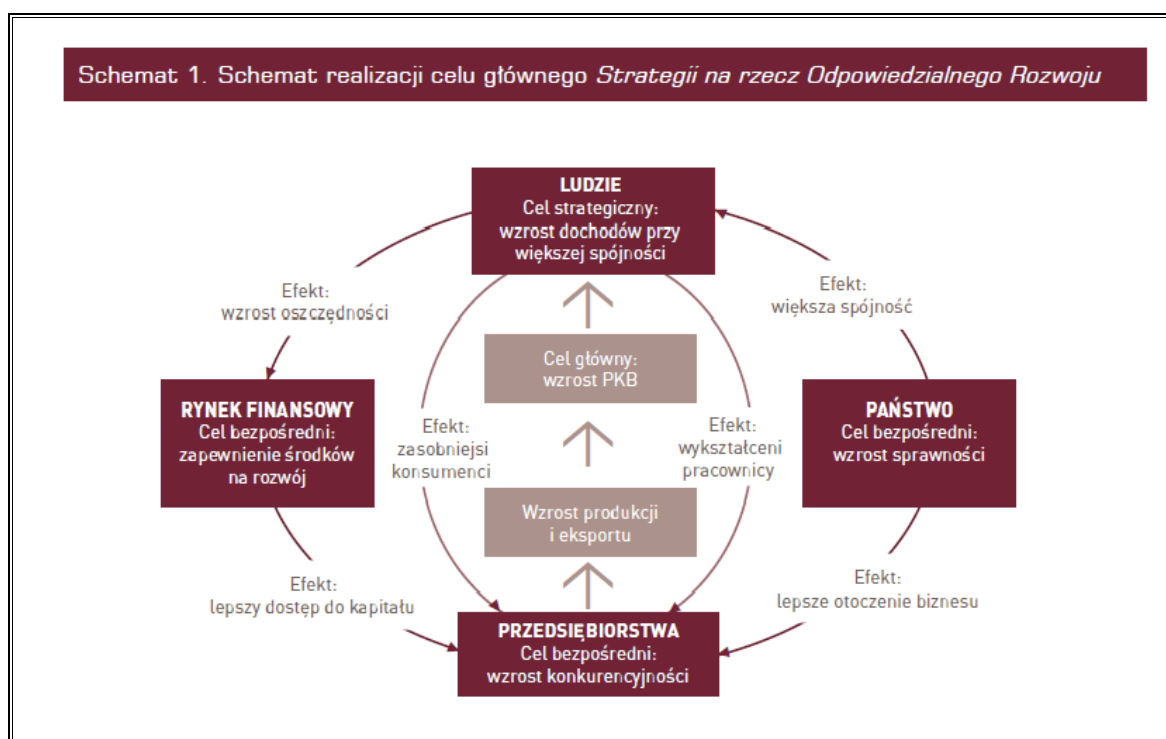 Schemat 1. Schemat realizacji celu głównego Strategii na rzecz Odpowiedzialnego Rozwoju
LUDZIE
Cel strategiczny:
wzrost dochodów przy
większej spójności
Efekt:
wzrost oszczędności
Efekt:
większa spójność
Cel główny:
wzrost PKB
RYNEK FINANSOWY
Cel bezpośredni:
zapewnienie środków
na rozwój
Efekt:
zasobniejsi
konsumenci
Efekt:
wykształceni
pracownicy
PAŃSTWO
Cel bezpośredni:
wzrost sprawności
Wzrost produkcji
i eksportu
Efekt:
lepszy dostęp do kapitału
Efekt:
lepsze otoczenie biznesu
PRZEDSIĘBIORSTWA
Cel bezpośredni:
wzrost konkurencyjności